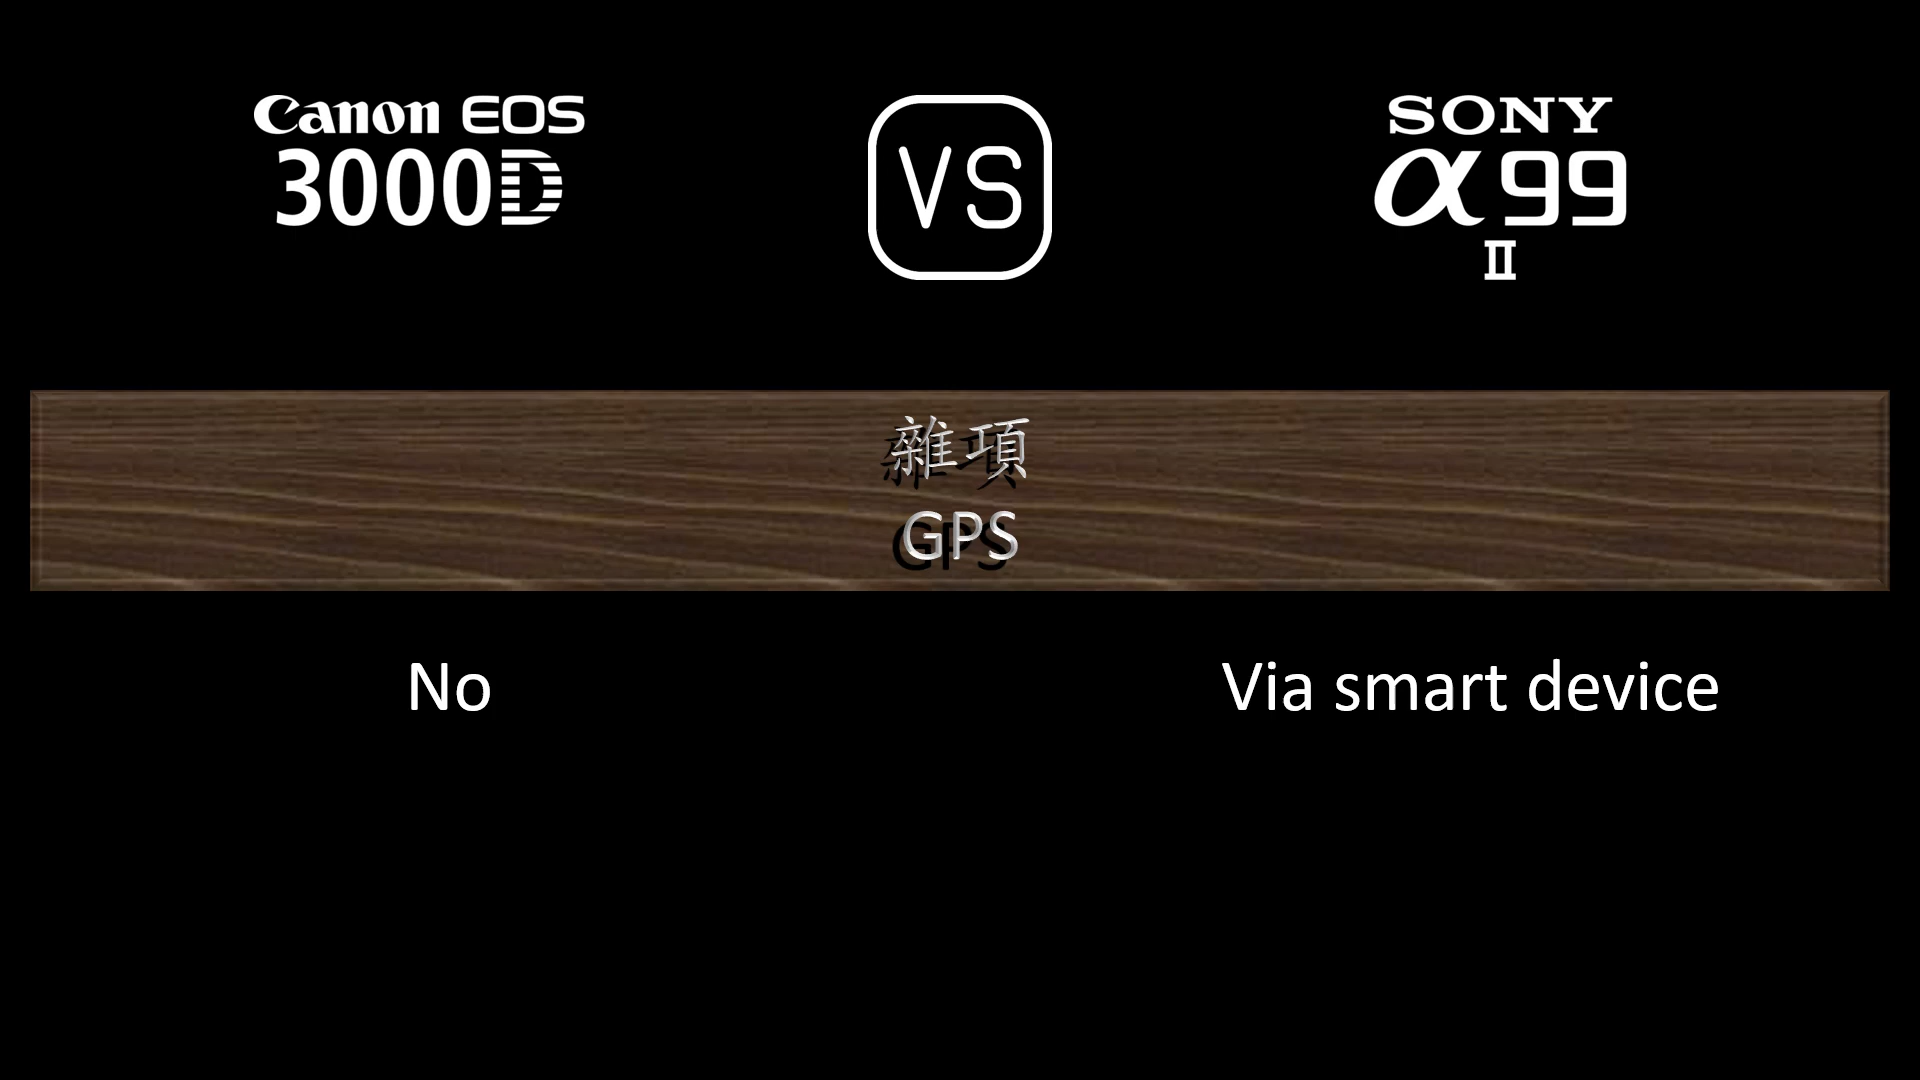 Canon EOS
3000D
VS
SONY
α99
II
雜項
GPS
No
Via smart device